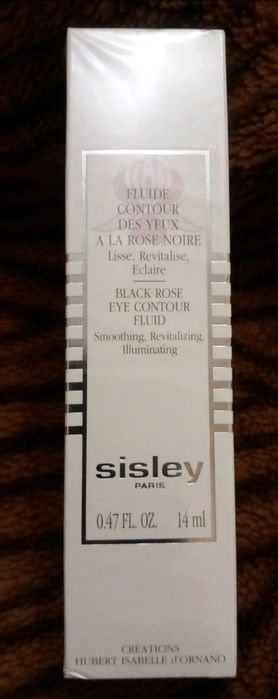 FLUIDE
CONTOUR
DES YEUX
A LA ROSE NOIRE
Lisse, Revitalise,
Eclaire
BLACK ROSE
EYE CONTOUR
FLUID
Smoothing, Revitalizing,
Illuminating
sisley
PARIS
0.47 FL. OZ. 14 ml
CREATIONS
HUBERT ISABELLE d'ORNANO